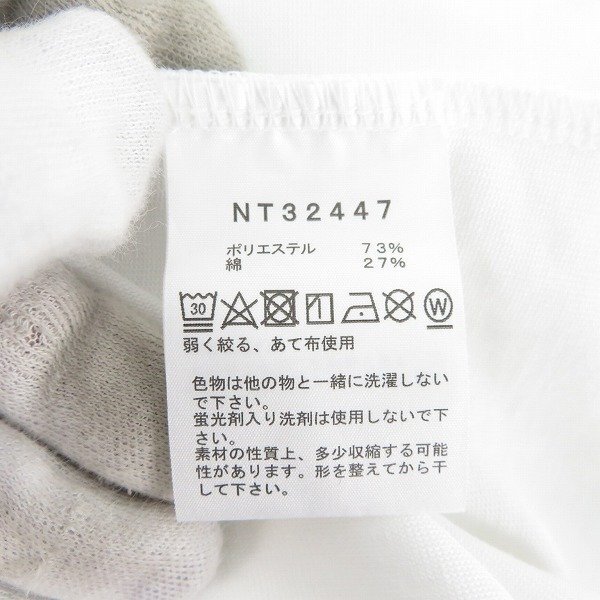 NT32447
ポリエステル 73%
綿 27%
30 W
弱く絞る、あて布使用
色物は他の物と一緒に洗濯しない
で下さい。
蛍光剤入り洗剤は使用しないで下
さい。
素材の性質上、多少収縮する可能
性があります。形を整えてから干
して下さい。